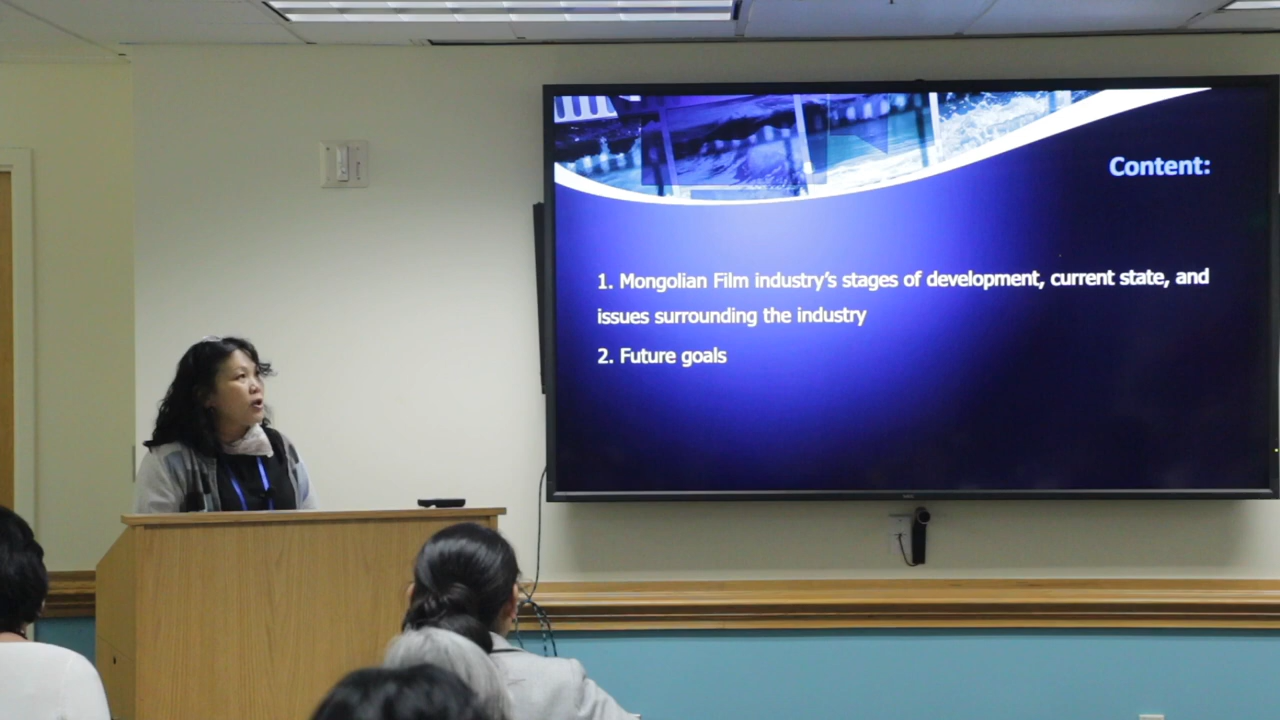 Content:
1. Mongolian Film industry's stages of development, current state, and
issues surrounding the industry
2. Future goals